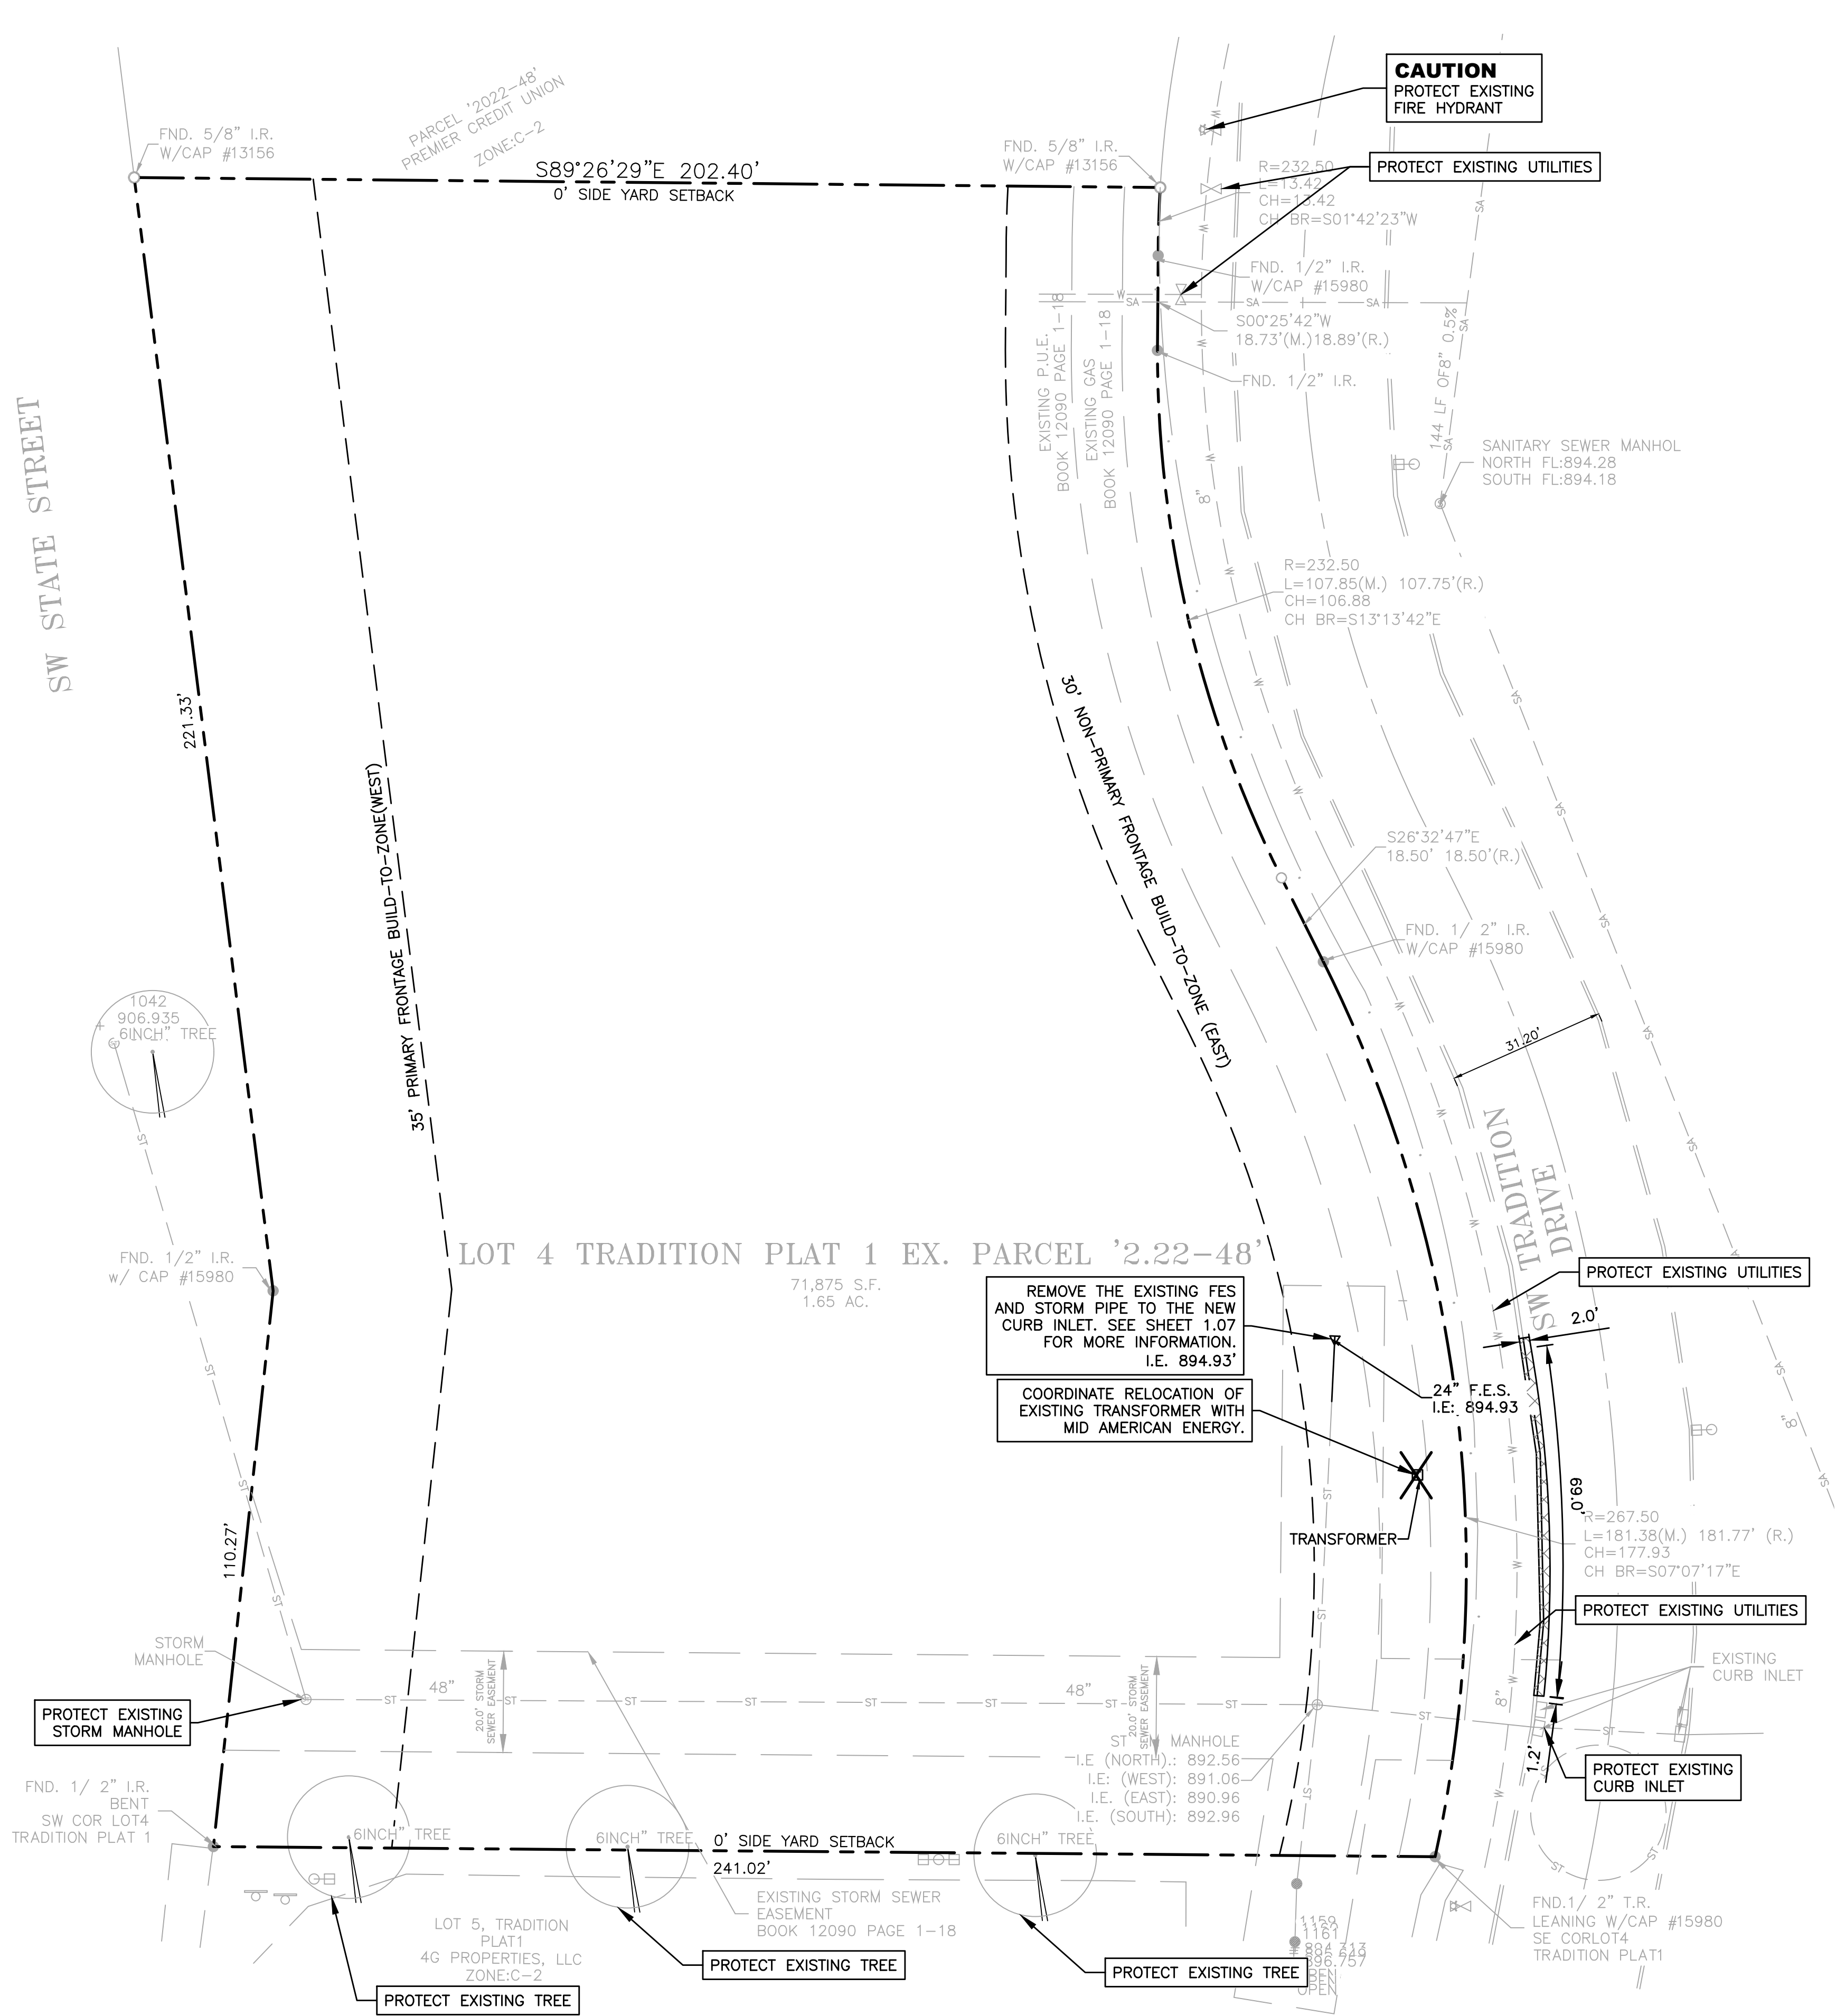 CAUTION
PROTECT EXISTING
FIRE HYDRANT
PARCEL '2022-48'
PREMIER CREDIT UNION
ZONE:C-2
FND. 5/8" I.R.
W/CAP #13156
S89°26'29"E 202.40'
0' SIDE YARD SETBACK
FND. 5/8" I.R.
W/CAP #13156
PROTECT EXISTING UTILITIES
R=232.50
L=13.42
CH=13.42
CH BR=S01°42'23"W
FND. 1/2" I.R.
W/CAP #15980
S00°25'42"W
18.73'(M.)18.89'(R.)
FND. 1/2" I.R.
EXISTING P.U.E.
BOOK 12090 PAGE 1-18
EXISTING GAS
BOOK 12090 PAGE 1-18
144 LF OF8" 0.5%
8"
SANITARY SEWER MANHOL
NORTH FL:894.28
SOUTH FL:894.18
SW STATE STREET
R=232.50
L=107.85(M.) 107.75'(R.)
CH=106.88
CH BR=S13°13'42"E
221.33'
35' PRIMARY FRONTAGE BUILD-TO-ZONE(WEST)
30' NON-PRIMARY FRONTAGE BUILD-TO-ZONE (EAST)
S26°32'47"E
18.50' 18.50'(R.)
FND. 1/ 2" I.R.
W/CAP #15980
1042
906.935
6INCH" TREE
31.20'
SW TRADITION
DRIVE
FND. 1/2" I.R.
w/ CAP #15980
LOT 4 TRADITION PLAT 1 EX. PARCEL '2.22-48'
71,875 S.F.
1.65 AC.
PROTECT EXISTING UTILITIES
REMOVE THE EXISTING FES
AND STORM PIPE TO THE NEW
CURB INLET. SEE SHEET 1.07
FOR MORE INFORMATION.
I.E. 894.93'
2.0'
24" F.E.S.
I.E: 894.93
COORDINATE RELOCATION OF
EXISTING TRANSFORMER WITH
MID AMERICAN ENERGY.
8"
69.0'
TRANSFORMER
R=267.50
L=181.38(M.) 181.77' (R.)
CH=177.93
CH BR=S07°07'17"E
110.27'
PROTECT EXISTING UTILITIES
STORM
MANHOLE
EXISTING
CURB INLET
PROTECT EXISTING
STORM MANHOLE
48"
20.0' STORM
SEWER EASEMENT
48"
20.0' STORM
SEWER EASEMENT
8"
ST MANHOLE
I.E (NORTH).: 892.56
I.E: (WEST): 891.06
I.E. (EAST): 890.96
I.E. (SOUTH): 892.96
1.2'
PROTECT EXISTING
CURB INLET
FND. 1/ 2" I.R.
BENT
SW COR LOT4
TRADITION PLAT 1
6INCH" TREE
6INCH" TREE
0' SIDE YARD SETBACK
241.02'
6INCH" TREE
EXISTING STORM SEWER
EASEMENT
BOOK 12090 PAGE 1-18
LOT 5, TRADITION
PLAT1
4G PROPERTIES, LLC
ZONE:C-2
FND.1/ 2" T.R.
LEANING W/CAP #15980
SE CORLOT4
TRADITION PLAT1
1159
1161
OPEN
PROTECT EXISTING TREE
PROTECT EXISTING TREE
PROTECT EXISTING TREE